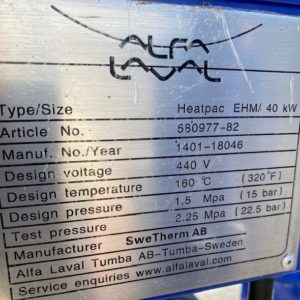 ALFA
LAVAL
Type/Size Heatpac EHM/ 40 kW
Article No. 580977-82
Manuf. No./Year 1401-18046
Design voltage 440 V
Design temperature 160 °C (320°F)
Design pressure 1,5 Mpa (15 bar)
Test pressure 2.25 Mpa (22.5 bar)
Manufacturer SweTherm AB
Alfa Laval Tumba AB-Tumba-Sweden
Service enquiries www.alfalaval.com